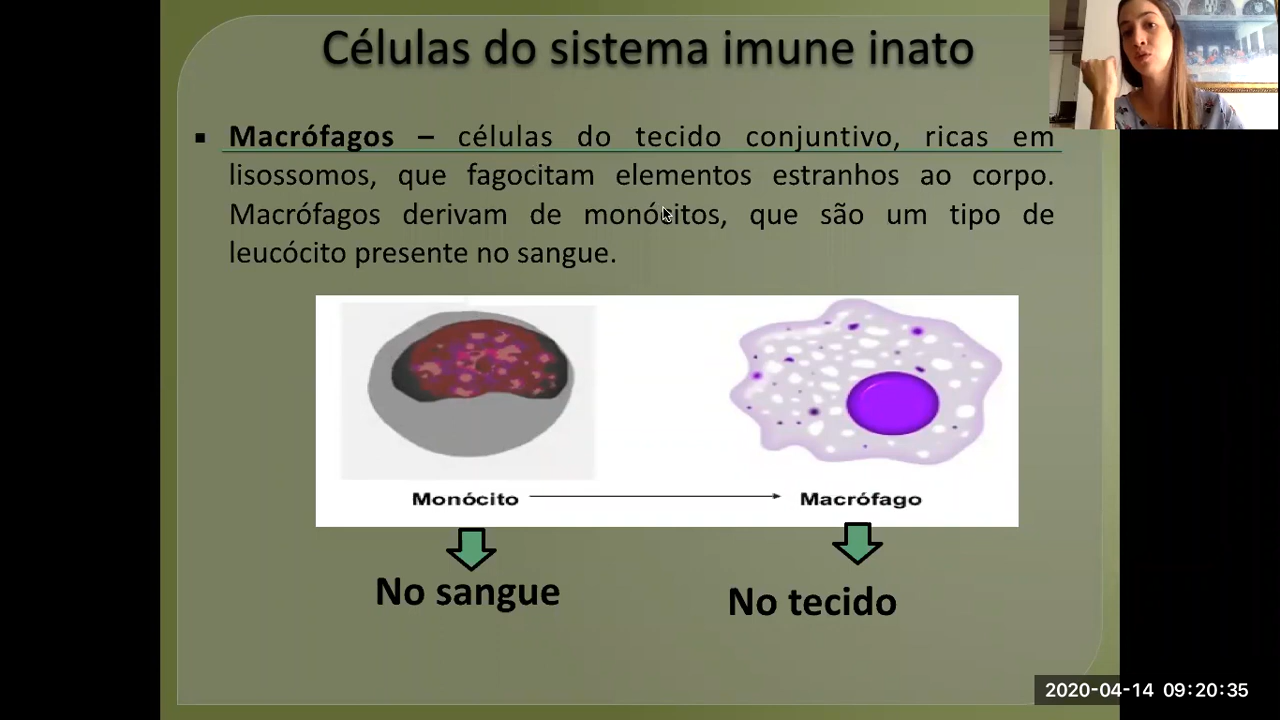 Células do sistema imune inato
▪ Macrófagos – células do tecido conjuntivo, ricas em
lisossomos, que fagocitam elementos estranhos ao corpo.
Macrófagos derivam de monócitos, que são um tipo de
leucócito presente no sangue.
Monócito
Macrófago
No sangue
No tecido
2020-04-14 09:20:35